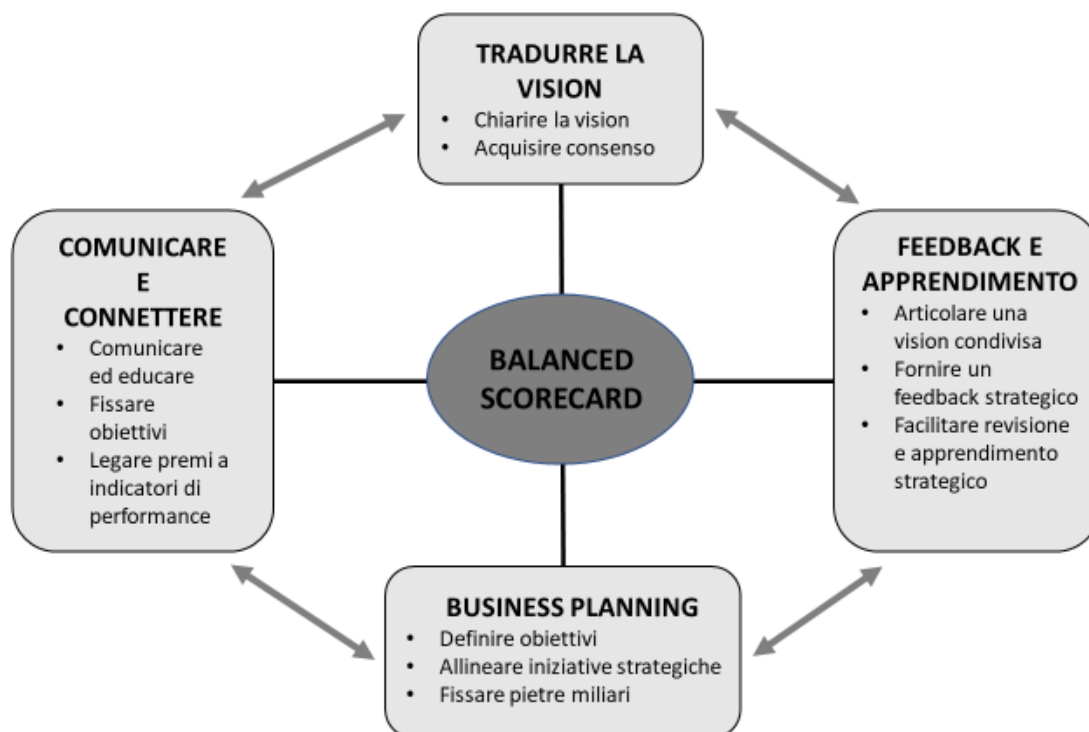 TRADURRE LA
VISION
• Chiarire la vision
• Acquisire consenso
COMUNICARE
E
CONNETTERE
• Comunicare
ed educare
• Fissare
obiettivi
• Legare premi a
indicatori di
performance
BALANCED
SCORECARD
FEEDBACK E
APPRENDIMENTO
• Articolare una
vision condivisa
• Fornire un
feedback strategico
• Facilitare revisione
e apprendimento
strategico
BUSINESS PLANNING
• Definire obiettivi
• Allineare iniziative strategiche
• Fissare pietre miliari